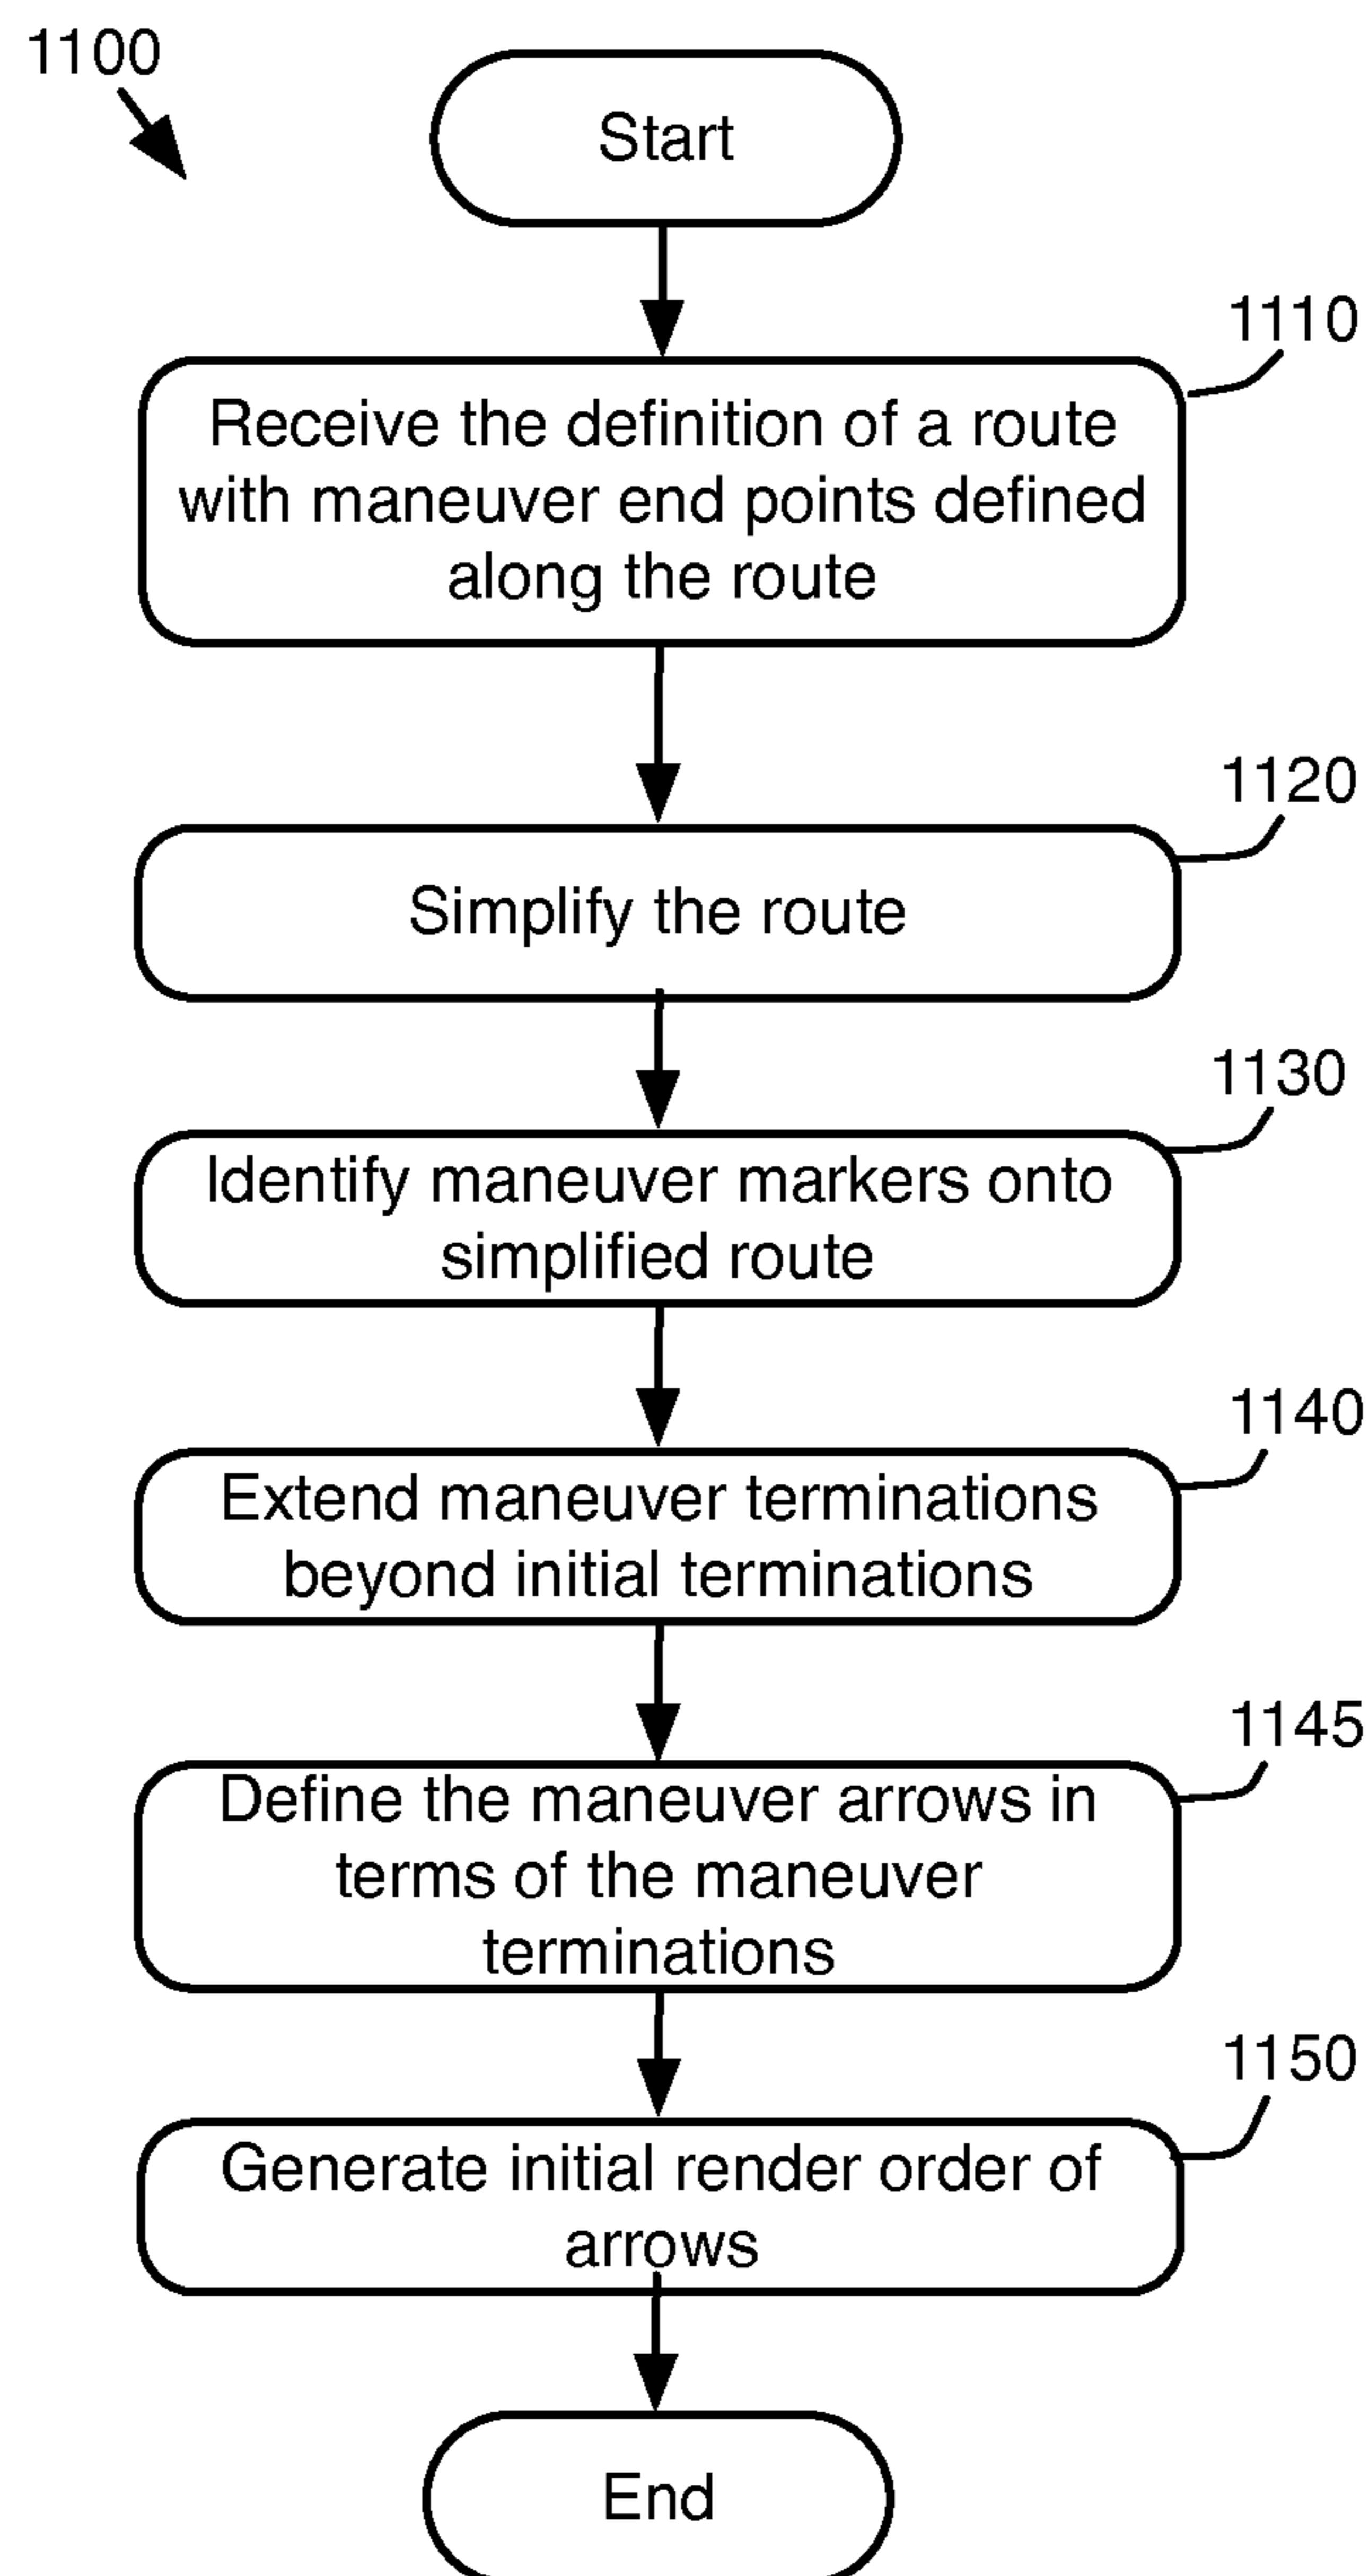 1100
Start
1110
Receive the definition of a route
with maneuver end points defined
along the route
1120
Simplify the route
1130
Identify maneuver markers onto
simplified route
1140
Extend maneuver terminations
beyond initial terminations
1145
Define the maneuver arrows in
terms of the maneuver
terminations
1150
Generate initial render order of
arrows
End